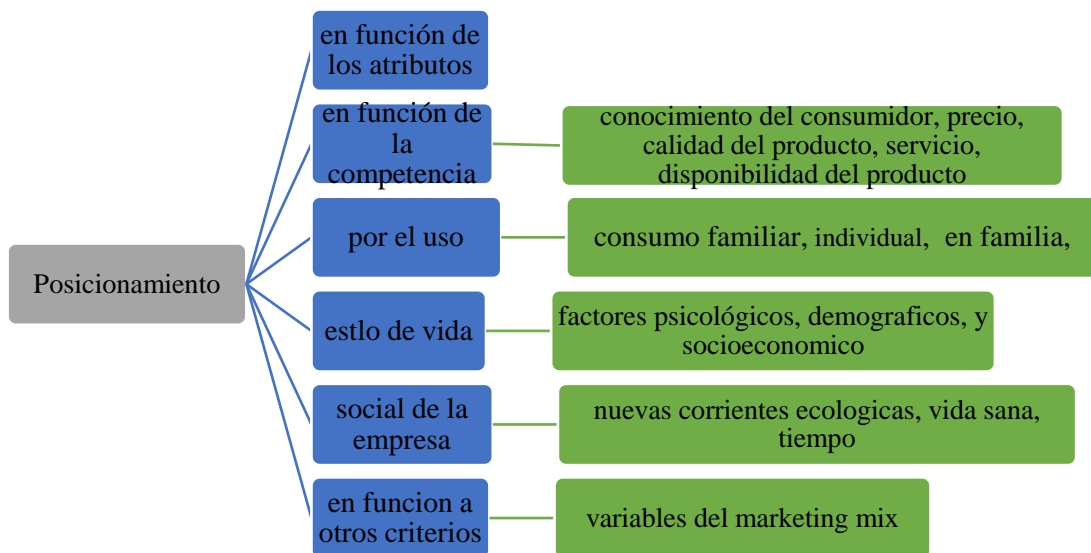 en función de
los atributos
en función de
la
competencia
conocimiento del consumidor, precio,
calidad del producto, servicio,
disponibilidad del producto
por el uso
consumo familiar, individual, en familia,
Posicionamiento
estlo de vida
factores psicológicos, demograficos, y
socioeconomico
social de la
empresa
nuevas corrientes ecologicas, vida sana,
tiempo
en funcion a
otros criterios
variables del marketing mix